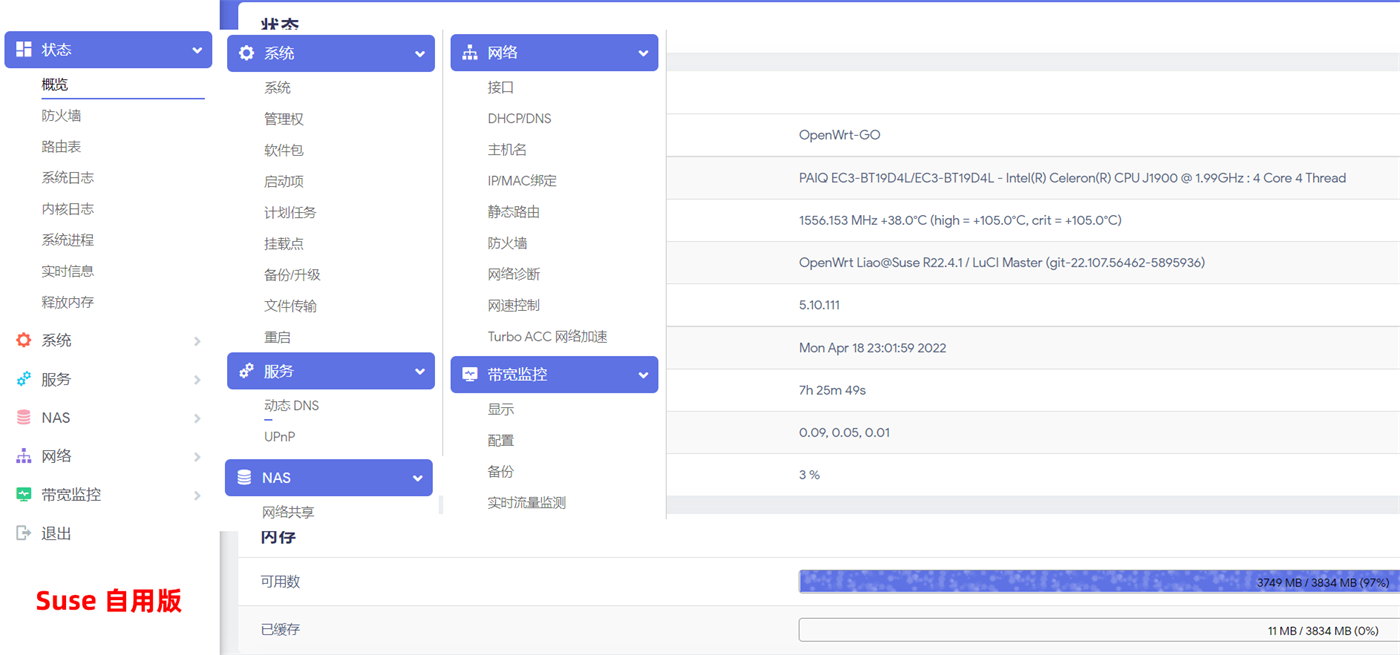 状态
概览
防火墙
路由表
系统日志
内核日志
系统进程
实时信息
释放内存
系统
服务
NAS
网络
带宽监控
退出
Suse 自用版
状态
系统
系统
管理权
软件包
启动项
计划任务
挂载点
备份/升级
文件传输
重启
服务
动态 DNS
UPnP
NAS
网络共享
网络
接口
DHCP/DNS
主机名
IP/MAC绑定
静态路由
防火墙
网络诊断
网速控制
Turbo ACC 网络加速
带宽监控
显示
配置
备份
实时流量监测
OpenWrt-GO
PAIQ EC3-BT19D4L/EC3-BT19D4L - Intel(R) Celeron(R) CPU J1900 @ 1.99GHz : 4 Core 4 Thread
1556.153 MHz +38.0°C (high = +105.0°C, crit = +105.0°C)
OpenWrt Liao@Suse R22.4.1 / LuCI Master (git-22.107.56462-5895936)
5.10.111
Mon Apr 18 23:01:59 2022
7h 25m 49s
0.09, 0.05, 0.01
3 %
内存
可用数 3749 MB / 3834 MB (97%)
已缓存 11 MB / 3834 MB (0%)